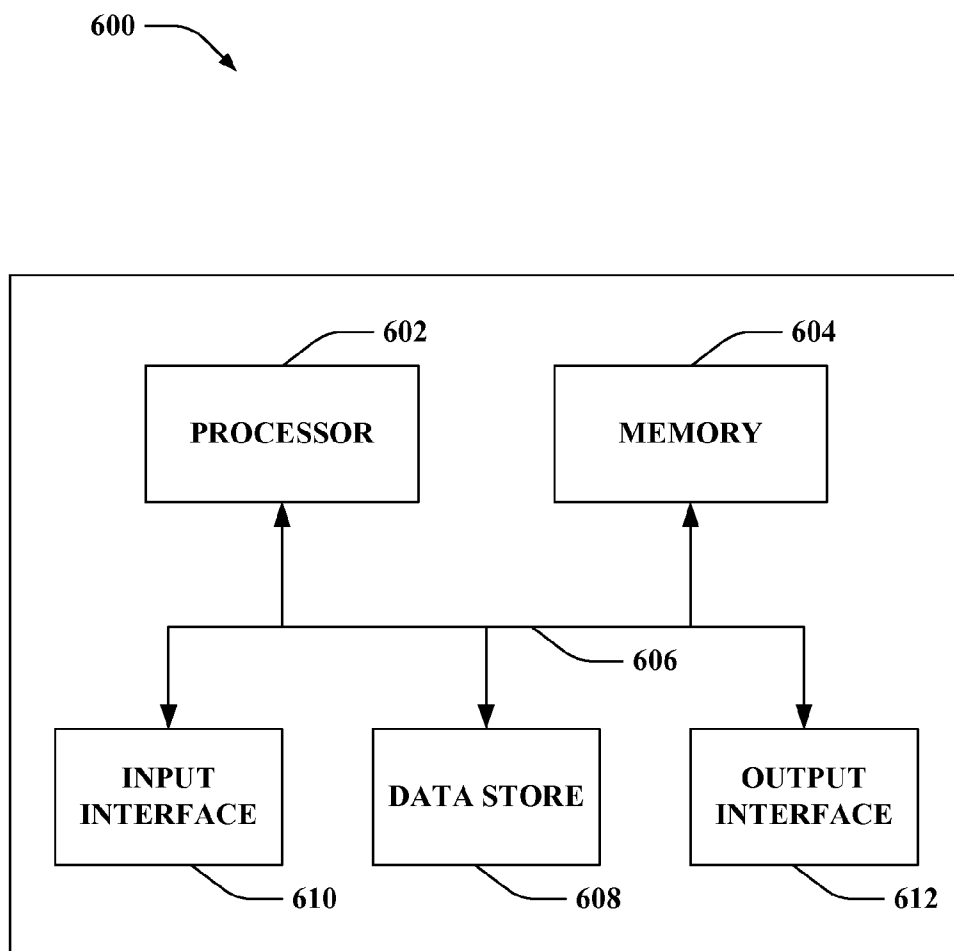 600
602
604
PROCESSOR
MEMORY
606
INPUT
INTERFACE
DATA STORE
OUTPUT
INTERFACE
610
608
612